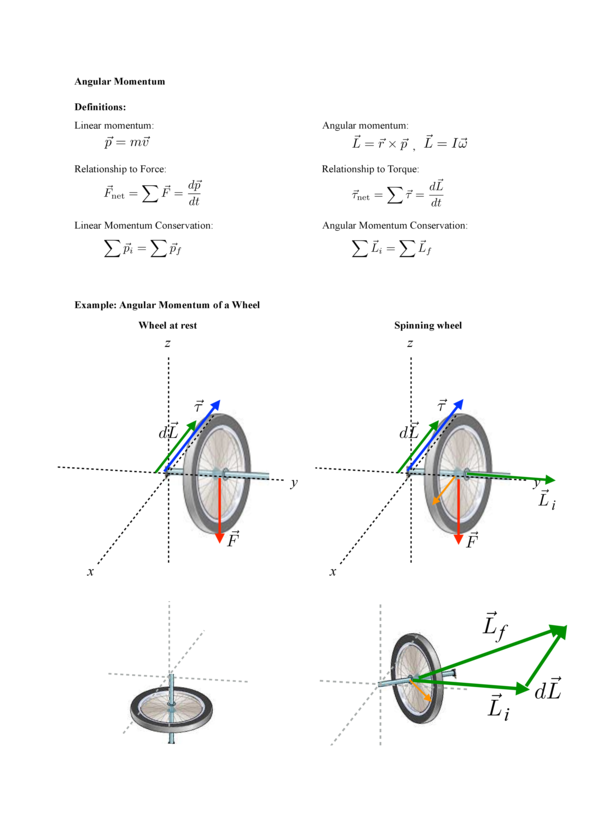 Angular Momentum
Definitions:
Linear momentum:
$\vec{p} = m\vec{v}$
Relationship to Force:
$\vec{F}_{\text{net}} = \sum \vec{F} = \frac{d\vec{p}}{dt}$
Linear Momentum Conservation:
$\sum \vec{p}_i = \sum \vec{p}_f$
Angular momentum:
$\vec{L} = \vec{r} \times \vec{p}$ , $\vec{L} = I\vec{\omega}$
Relationship to Torque:
$\vec{\tau}_{\text{net}} = \sum \vec{\tau} = \frac{d\vec{L}}{dt}$
Angular Momentum Conservation:
$\sum \vec{L}_i = \sum \vec{L}_f$
Example: Angular Momentum of a Wheel
Wheel at rest
z
$\vec{\tau}$
$d\vec{L}$
y
$\vec{F}$
x
Spinning wheel
z
$\vec{\tau}$
$d\vec{L}$
y
$\vec{L}_i$
$\vec{F}$
x
$\vec{L}_f$
$d\vec{L}$
$\vec{L}_i$